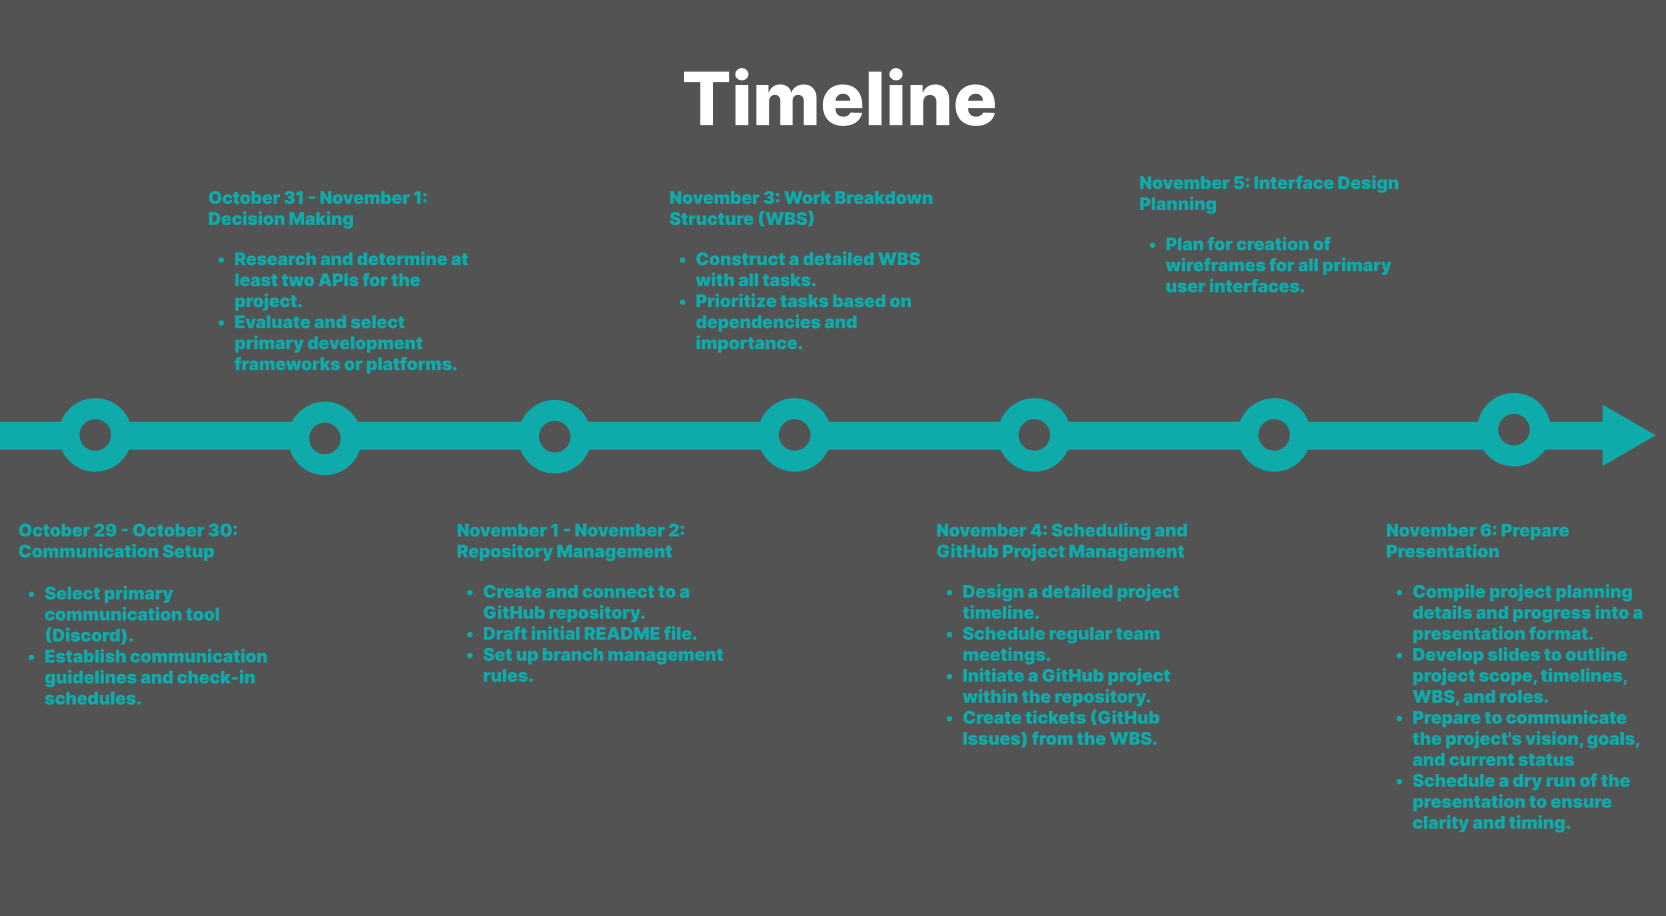 Timeline
October 29 - October 30:
Communication Setup
• Select primary
communication tool
(Discord).
• Establish communication
guidelines and check-in
schedules.
October 31 - November 1:
Decision Making
• Research and determine at
least two APIs for the
project.
• Evaluate and select
primary development
frameworks or platforms.
November 1 - November 2:
Repository Management
• Create and connect to a
GitHub repository.
• Draft initial README file.
• Set up branch management
rules.
November 3: Work Breakdown
Structure (WBS)
• Construct a detailed WBS
with all tasks.
• Prioritize tasks based on
dependencies and
importance.
November 4: Scheduling and
GitHub Project Management
• Design a detailed project
timeline.
• Schedule regular team
meetings.
• Initiate a GitHub project
within the repository.
• Create tickets (GitHub
Issues) from the WBS.
November 5: Interface Design
Planning
• Plan for creation of
wireframes for all primary
user interfaces.
November 6: Prepare
Presentation
• Compile project planning
details and progress into a
presentation format.
• Develop slides to outline
project scope, timelines,
WBS, and roles.
• Prepare to communicate
the project's vision, goals,
and current status
• Schedule a dry run of the
presentation to ensure
clarity and timing.